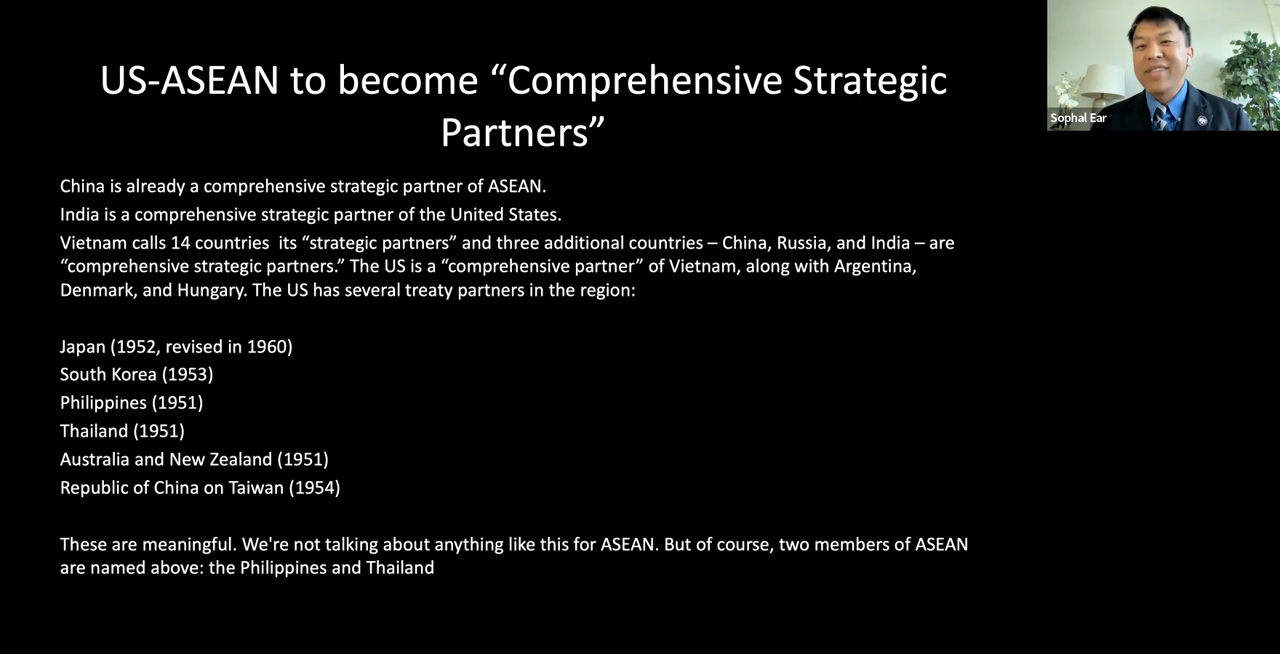 US-ASEAN to become “Comprehensive Strategic
Partners”
Sophal Ear
China is already a comprehensive strategic partner of ASEAN.
India is a comprehensive strategic partner of the United States.
Vietnam calls 14 countries  its “strategic partners” and three additional countries – China, Russia, and India – are
“comprehensive strategic partners.” The US is a “comprehensive partner” of Vietnam, along with Argentina,
Denmark, and Hungary. The US has several treaty partners in the region:
Japan (1952, revised in 1960)
South Korea (1953)
Philippines (1951)
Thailand (1951)
Australia and New Zealand (1951)
Republic of China on Taiwan (1954)
These are meaningful. We're not talking about anything like this for ASEAN. But of course, two members of ASEAN
are named above: the Philippines and Thailand